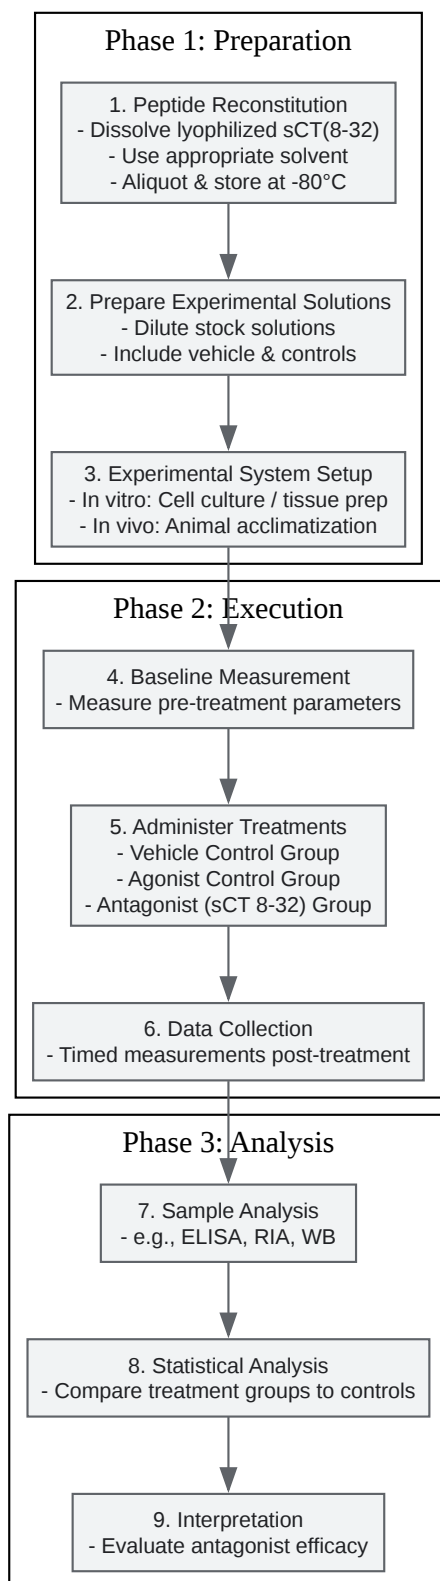 Phase 1: Preparation
1. Peptide Reconstitution
- Dissolve lyophilized sCT(8-32)
- Use appropriate solvent
- Aliquot & store at -80°C
2. Prepare Experimental Solutions
- Dilute stock solutions
- Include vehicle & controls
3. Experimental System Setup
- In vitro: Cell culture / tissue prep
- In vivo: Animal acclimatization
Phase 2: Execution
4. Baseline Measurement
- Measure pre-treatment parameters
5. Administer Treatments
- Vehicle Control Group
- Agonist Control Group
- Antagonist (sCT 8-32) Group
6. Data Collection
- Timed measurements post-treatment
Phase 3: Analysis
7. Sample Analysis
- e.g., ELISA, RIA, WB
8. Statistical Analysis
- Compare treatment groups to controls
9. Interpretation
- Evaluate antagonist efficacy